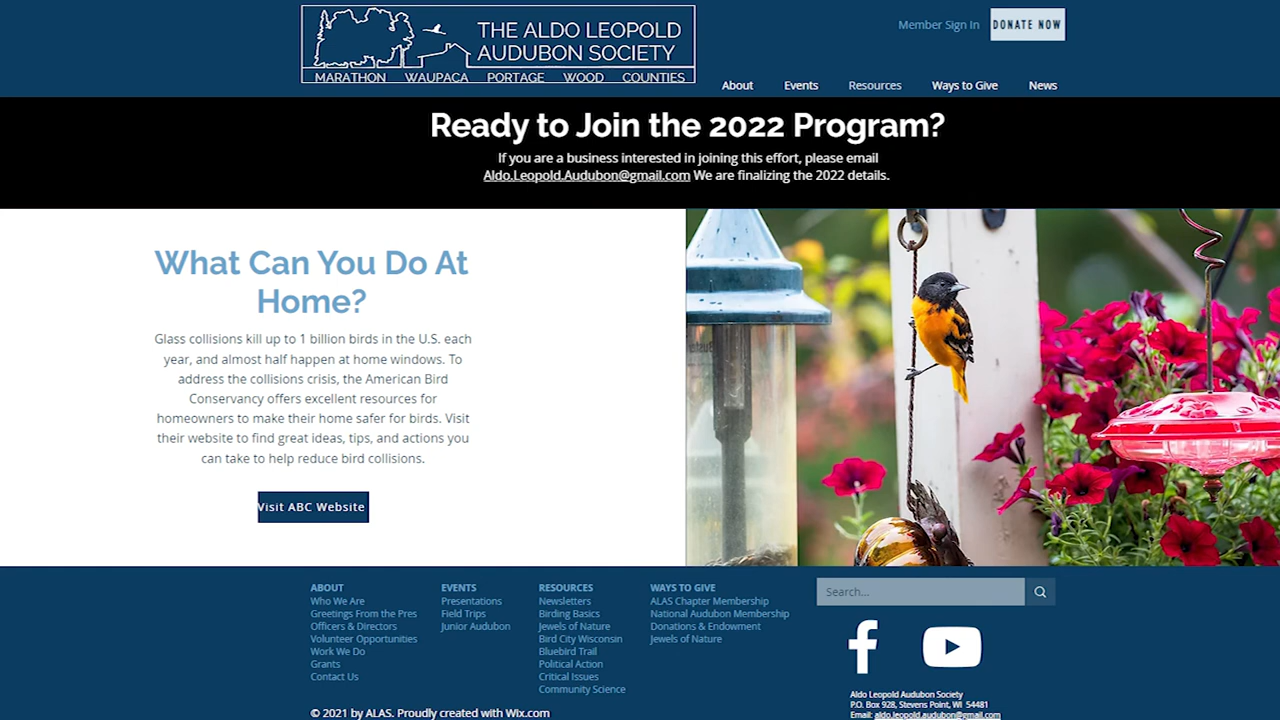 THE ALDO LEOPOLD
AUDUBON SOCIETY
MARATHON WAUPACA PORTAGE WOOD COUNTIES
Member Sign In
DONATE NOW
About Events Resources Ways to Give News
Ready to Join the 2022 Program?
If you are a business interested in joining this effort, please email
Aldo.Leopold.Audubon@gmail.com We are finalizing the 2022 details.
What Can You Do At
Home?
Glass collisions kill up to 1 billion birds in the U.S. each
year, and almost half happen at home windows. To
address the collisions crisis, the American Bird
Conservancy offers excellent resources for
homeowners to make their home safer for birds. Visit
their website to find great ideas, tips, and actions you
can take to help reduce bird collisions.
Visit ABC Website
ABOUT
Who We Are
Greetings From the Pres
Officers & Directors
Volunteer Opportunities
Work We Do
Grants
Contact Us
EVENTS
Presentations
Field Trips
Junior Audubon
RESOURCES
Newsletters
Birding Basics
Jewels of Nature
Bird City Wisconsin
Bluebird Trail
Political Action
Critical Issues
Community Science
WAYS TO GIVE
ALAS Chapter Membership
National Audubon Membership
Donations & Endowment
Jewels of Nature
Search...
Aldo Leopold Audubon Society
P.O. Box 928, Stevens Point, WI 54481
Email: aldo.leopold.audubon@gmail.com
© 2021 by ALAS. Proudly created with Wix.com